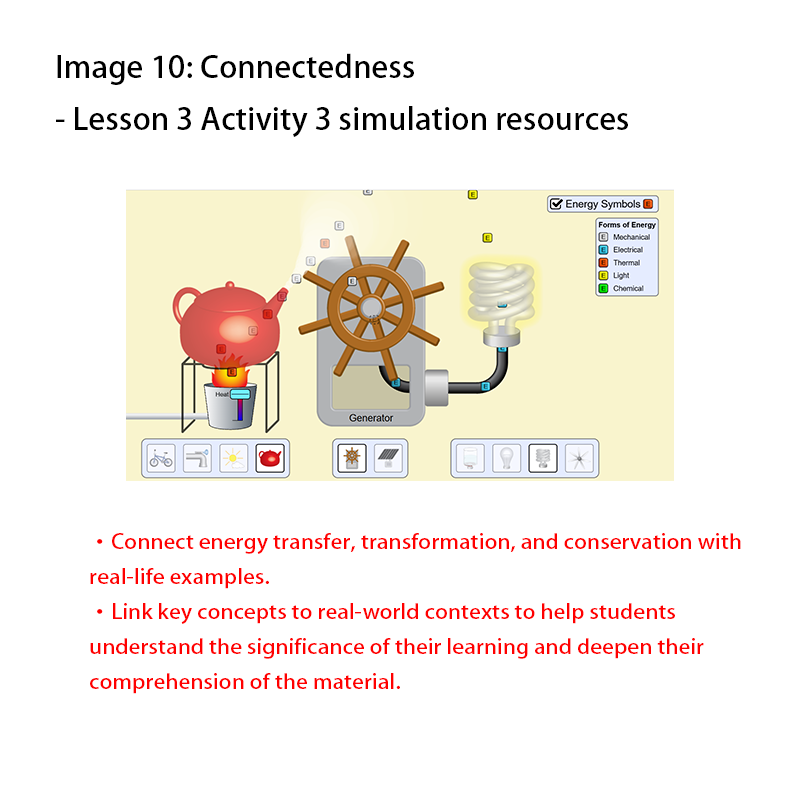 Image 10: Connectedness
- Lesson 3 Activity 3 simulation resources
Energy Symbols E
Forms of Energy
E Mechanical
E Electrical
E Thermal
E Light
E Chemical
Heat
Generator
・Connect energy transfer, transformation, and conservation with
real-life examples.
・Link key concepts to real-world contexts to help students
understand the significance of their learning and deepen their
comprehension of the material.